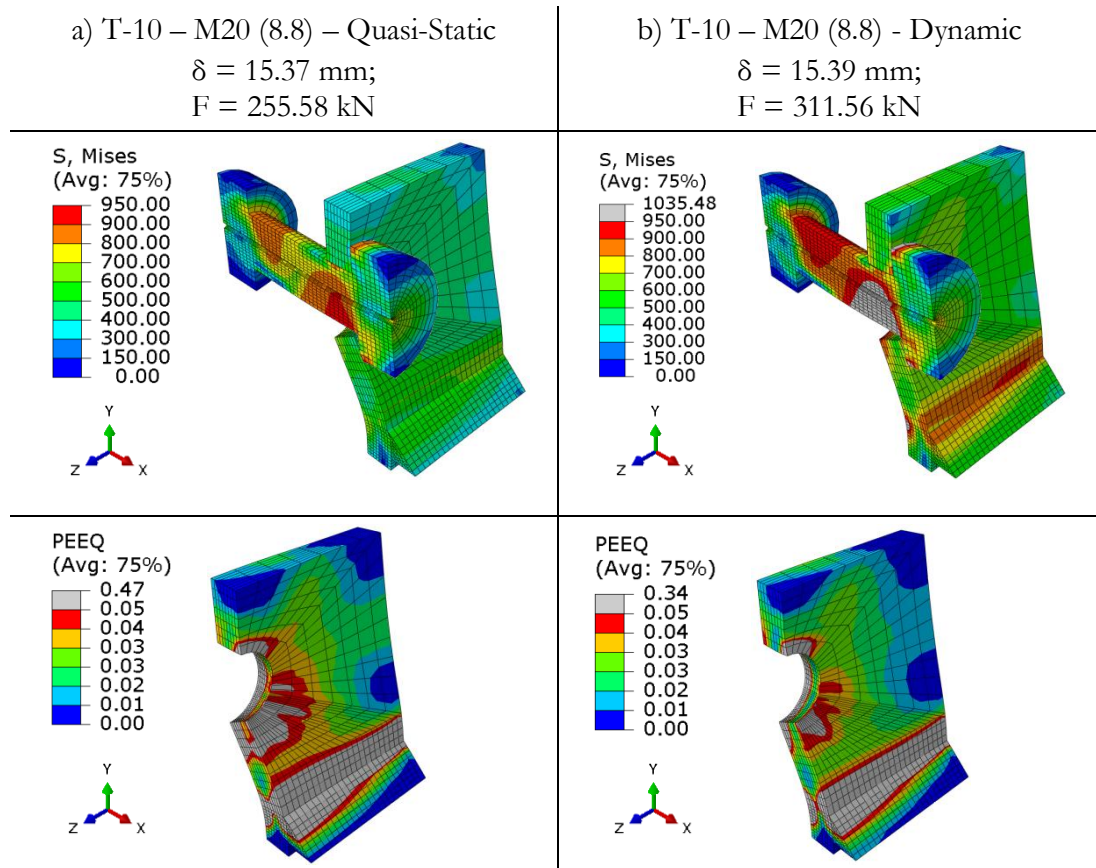 a) T-10 – M20 (8.8) – Quasi-Static
δ = 15.37 mm;
F = 255.58 kN
b) T-10 – M20 (8.8) - Dynamic
δ = 15.39 mm;
F = 311.56 kN
S, Mises
(Avg: 75%)
950.00
900.00
800.00
700.00
600.00
500.00
400.00
300.00
150.00
0.00
Y
Z
X
S, Mises
(Avg: 75%)
1035.48
950.00
900.00
800.00
700.00
600.00
500.00
400.00
300.00
150.00
0.00
Y
Z
X
PEEQ
(Avg: 75%)
0.47
0.05
0.04
0.03
0.03
0.02
0.01
0.00
Y
Z
X
PEEQ
(Avg: 75%)
0.34
0.05
0.04
0.03
0.03
0.02
0.01
0.00
Y
Z
X